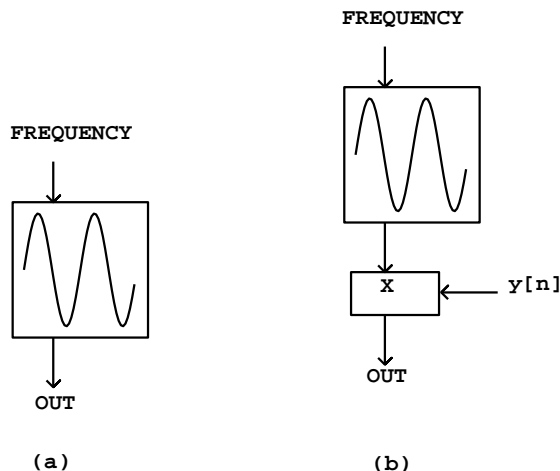 FREQUENCY
OUT
(a)
FREQUENCY
X
y[n]
OUT
(b)